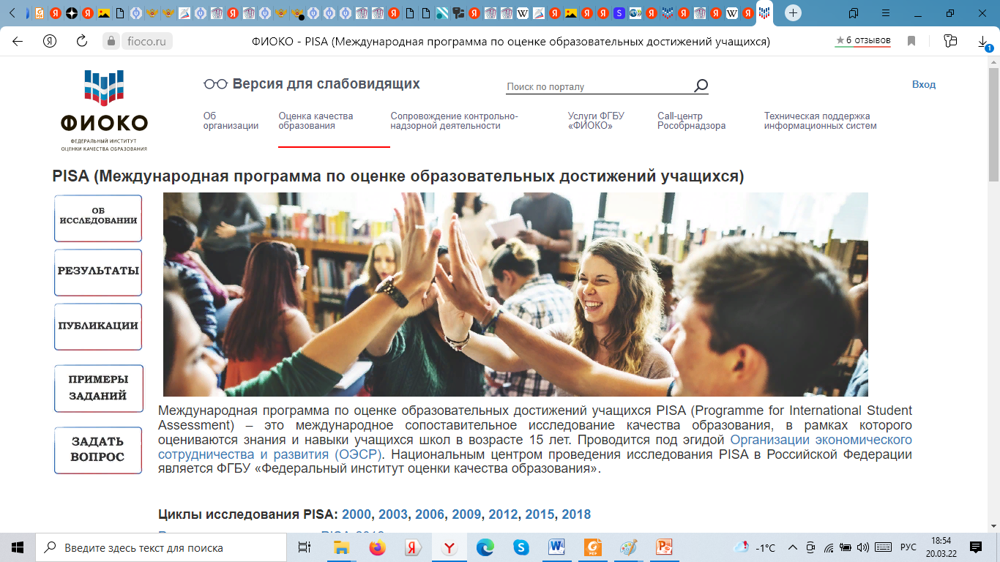 fioco.ru
ФИОКО - PISA (Международная программа по оценке образовательных достижений учащихся)
6 отзывов
ФИОКО
ФЕДЕРАЛЬНЫЙ ИНСТИТУТ
ОЦЕНКИ КАЧЕСТВА ОБРАЗОВАНИЯ
Версия для слабовидящих
Поиск по порталу
Вход
Об
организации
Оценка качества
образования
Сопровождение контрольно-
надзорной деятельности
Услуги ФГБУ
«ФИОКО»
Call-центр
Рособрнадзора
Техническая поддержка
информационных систем
PISA (Международная программа по оценке образовательных достижений учащихся)
ОБ
ИССЛЕДОВАНИИ
РЕЗУЛЬТАТЫ
ПУБЛИКАЦИИ
ПРИМЕРЫ
ЗАДАНИЙ
ЗАДАТЬ
ВОПРОС
Международная программа по оценке образовательных достижений учащихся PISA (Programme for International Student
Assessment) – это международное сопоставительное исследование качества образования, в рамках которого
оцениваются знания и навыки учащихся школ в возрасте 15 лет. Проводится под эгидой Организации экономического
сотрудничества и развития (ОЭСР). Национальным центром проведения исследования PISA в Российской Федерации
является ФГБУ «Федеральный институт оценки качества образования».
Циклы исследования PISA: 2000, 2003, 2006, 2009, 2012, 2015, 2018
Введите здесь текст для поиска
-1°C
РУС
18:54
20.03.22